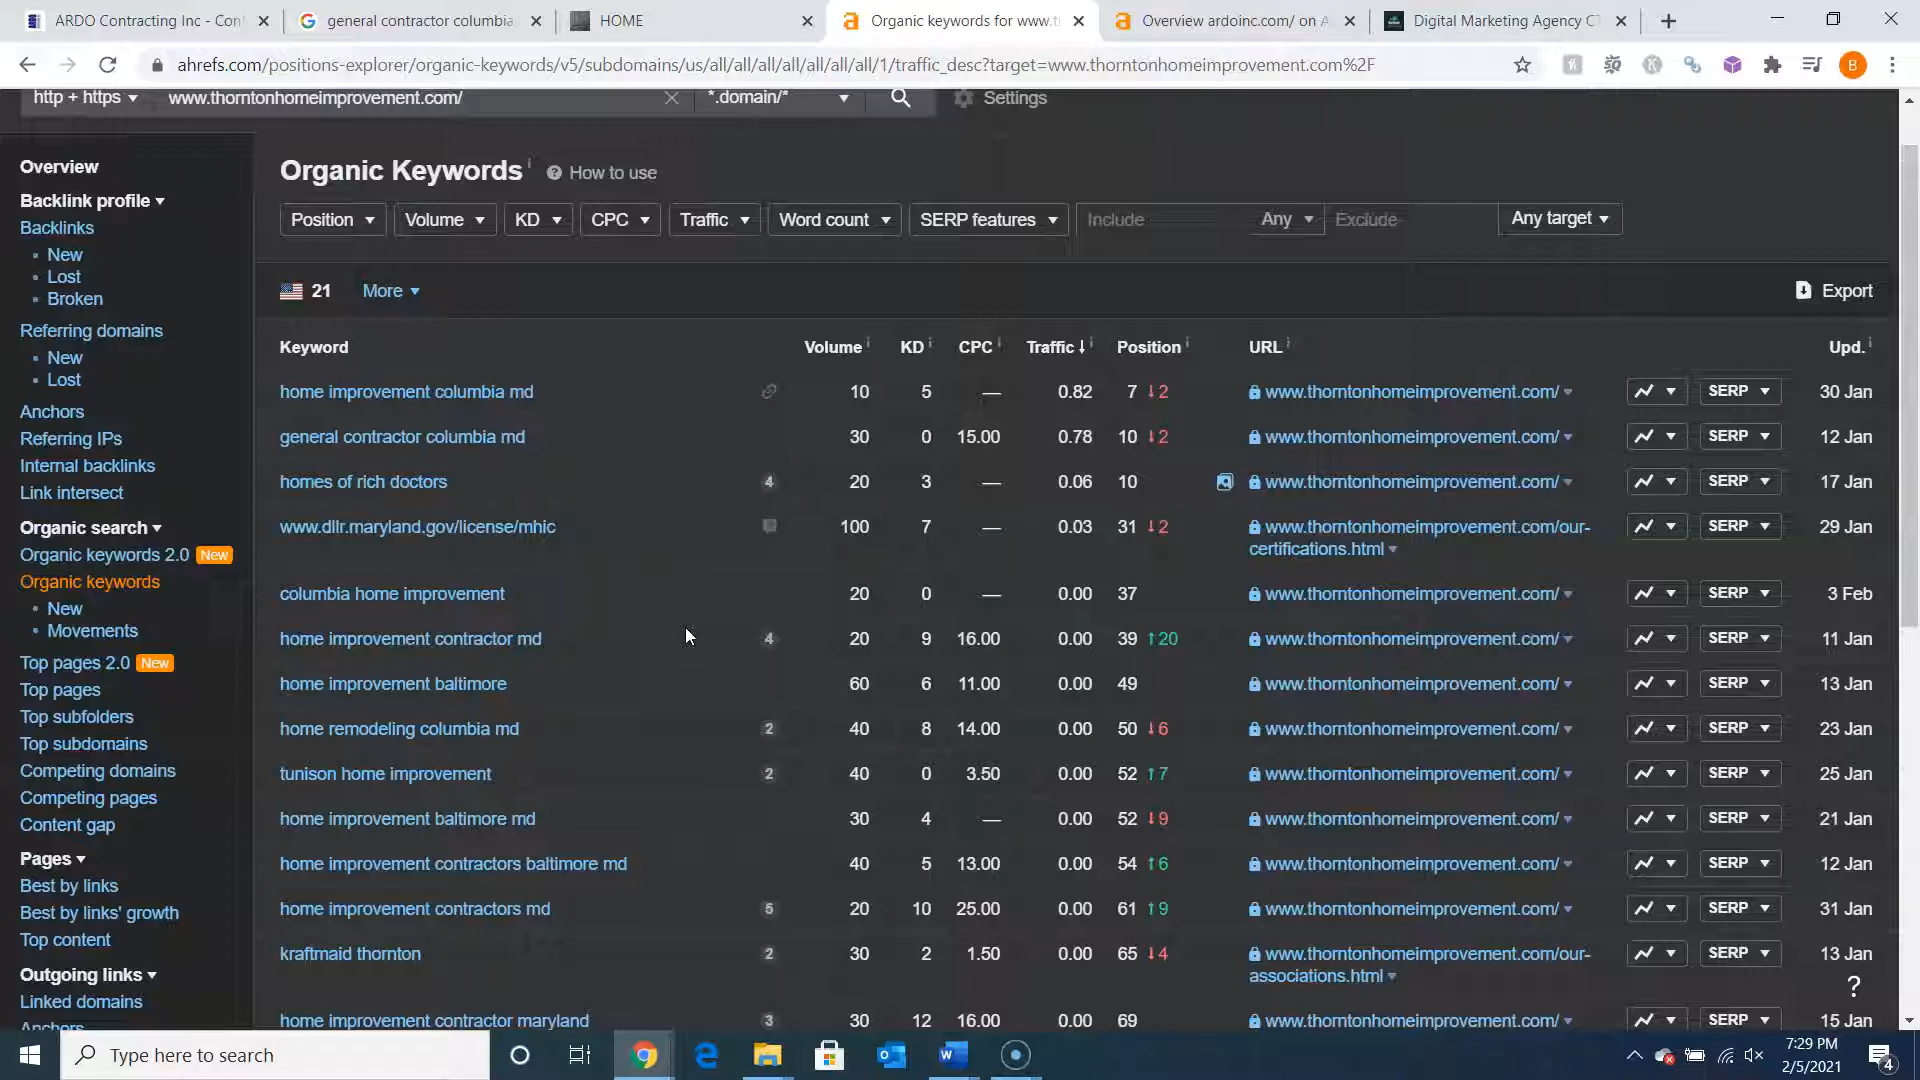 ARDO Contracting Inc - Con
general contractor columbia
HOME
Organic keywords for www.t
Overview ardoinc.com/ on A
Digital Marketing Agency CT
ahrefs.com/positions-explorer/organic-keywords/v5/subdomains/us/all/all/all/all/all/all/all/1/traffic_desc?target=www.thorntonhomeimprovement.com%2F
B
http + https www.thorntonhomeimprovement.com/ *.domain/* Settings
Overview
Backlink profile
Backlinks
New
Lost
Broken
Referring domains
New
Lost
Anchors
Referring IPs
Internal backlinks
Link intersect
Organic search
Organic keywords 2.0 New
Organic keywords
New
Movements
Top pages 2.0 New
Top pages
Top subfolders
Top subdomains
Competing domains
Competing pages
Content gap
Pages
Best by links
Best by links' growth
Top content
Outgoing links
Linked domains
Anchors
Organic Keywords i ? How to use
Position Volume KD CPC Traffic Word count SERP features Include Any Exclude Any target
21 More Export
Keyword Volume KD CPC Traffic Position URL Upd.
home improvement columbia md 10 5 — 0.82 7 ↓2 www.thorntonhomeimprovement.com/ SERP 30 Jan
general contractor columbia md 30 0 15.00 0.78 10 ↓2 www.thorntonhomeimprovement.com/ SERP 12 Jan
homes of rich doctors 4 20 3 — 0.06 10 www.thorntonhomeimprovement.com/ SERP 17 Jan
www.dllr.maryland.gov/license/mhic 100 7 — 0.03 31 ↓2 www.thorntonhomeimprovement.com/our- SERP 29 Jan
certifications.html
columbia home improvement 20 0 — 0.00 37 www.thorntonhomeimprovement.com/ SERP 3 Feb
home improvement contractor md 4 20 9 16.00 0.00 39 ↑20 www.thorntonhomeimprovement.com/ SERP 11 Jan
home improvement baltimore 60 6 11.00 0.00 49 www.thorntonhomeimprovement.com/ SERP 13 Jan
home remodeling columbia md 2 40 8 14.00 0.00 50 ↓6 www.thorntonhomeimprovement.com/ SERP 23 Jan
tunison home improvement 2 40 0 3.50 0.00 52 ↑7 www.thorntonhomeimprovement.com/ SERP 25 Jan
home improvement baltimore md 30 4 — 0.00 52 ↓9 www.thorntonhomeimprovement.com/ SERP 21 Jan
home improvement contractors baltimore md 40 5 13.00 0.00 54 ↑6 www.thorntonhomeimprovement.com/ SERP 12 Jan
home improvement contractors md 5 20 10 25.00 0.00 61 ↑9 www.thorntonhomeimprovement.com/ SERP 31 Jan
kraftmaid thornton 2 30 2 1.50 0.00 65 ↓4 www.thorntonhomeimprovement.com/our- SERP 13 Jan
associations.html
home improvement contractor maryland 3 30 12 16.00 0.00 69 www.thorntonhomeimprovement.com/ SERP 15 Jan
?
Type here to search
7:29 PM
2/5/2021
4